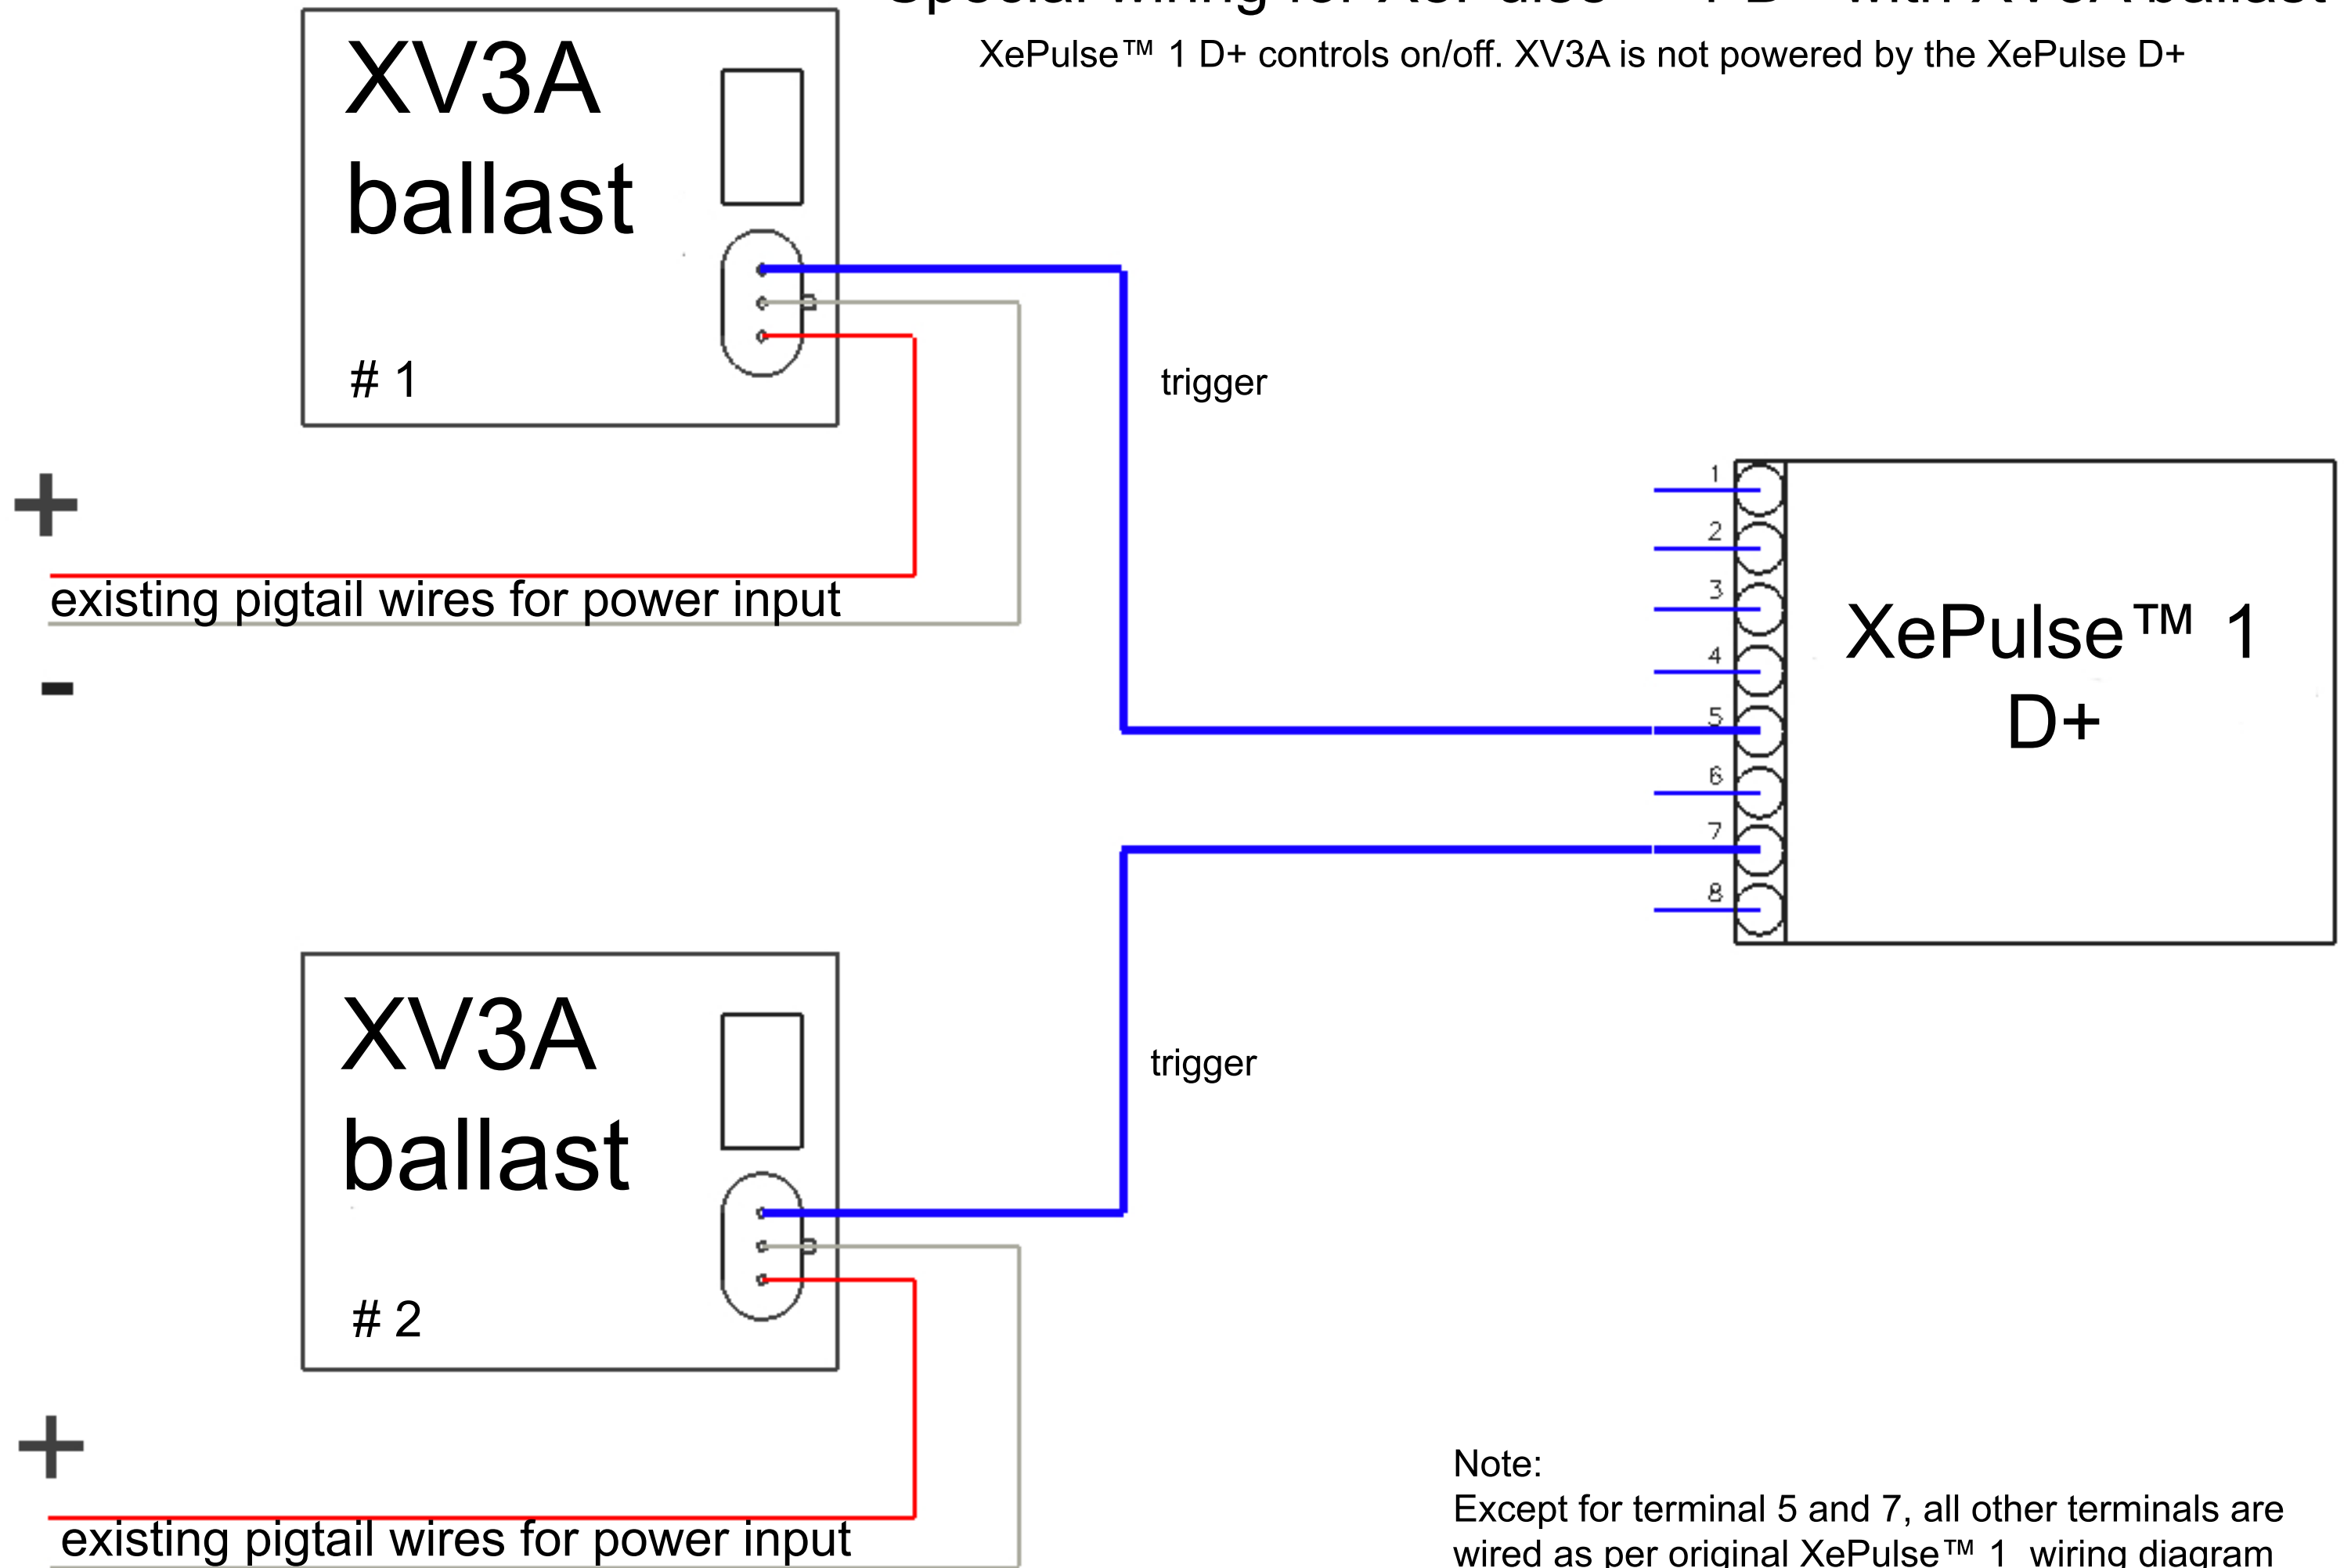 XePulse™ 1 D+ controls on/off. XV3A is not powered by the XePulse D+
XV3A
ballast
# 1
trigger
+
existing pigtail wires for power input
-
1
2
3
4
5
6
7
8
XePulse™ 1
D+
XV3A
ballast
# 2
trigger
+
existing pigtail wires for power input
Note:
Except for terminal 5 and 7, all other terminals are
wired as per original XePulse™ 1 wiring diagram